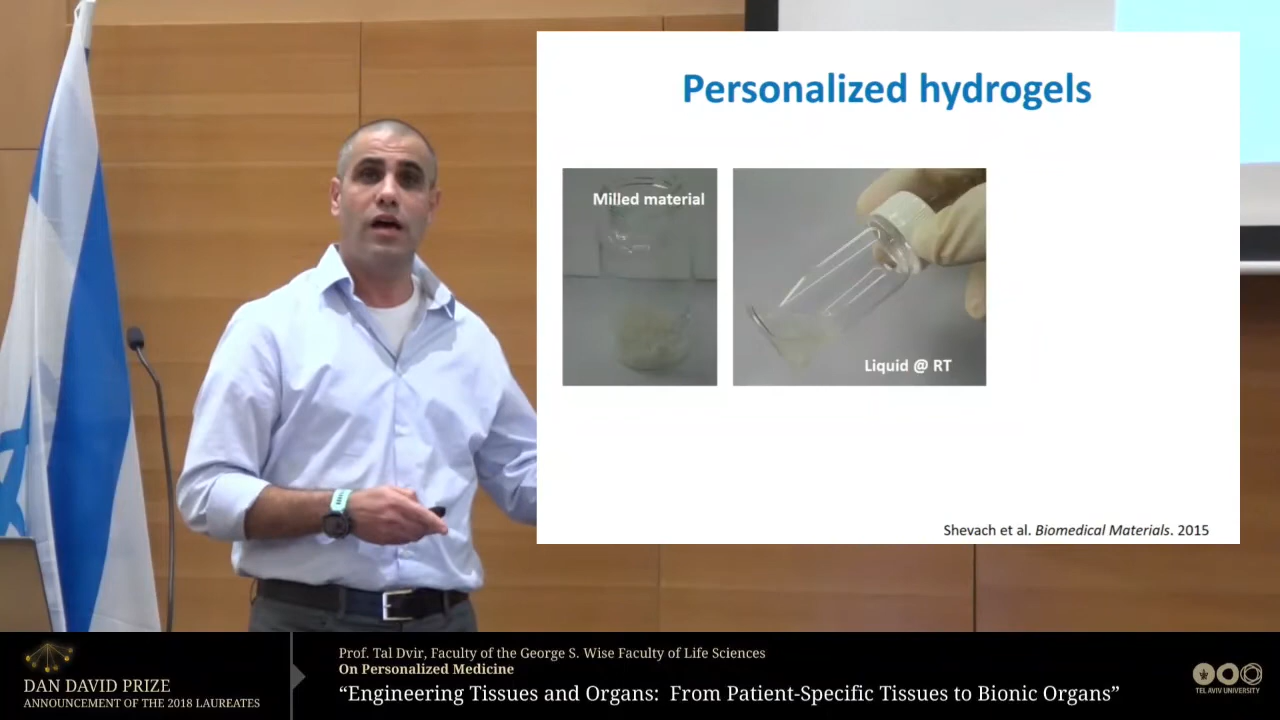 Personalized hydrogels
Milled material
Liquid @ RT
Shevach et al. Biomedical Materials. 2015
Prof. Tal Dvir, Faculty of the George S. Wise Faculty of Life Sciences
On Personalized Medicine
“Engineering Tissues and Organs: From Patient-Specific Tissues to Bionic Organs”
DAN DAVID PRIZE
ANNOUNCEMENT OF THE 2018 LAUREATES
TEL AVIV UNIVERSITY